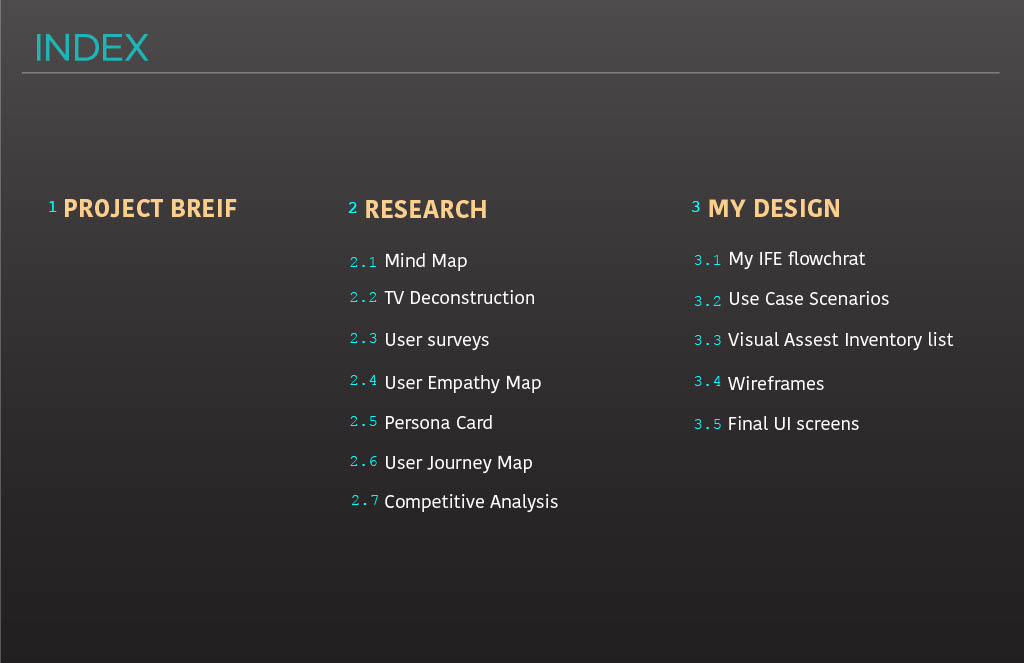 INDEX
1 PROJECT BREIF
2 RESEARCH
2.1 Mind Map
2.2 TV Deconstruction
2.3 User surveys
2.4 User Empathy Map
2.5 Persona Card
2.6 User Journey Map
2.7 Competitive Analysis
3 MY DESIGN
3.1 My IFE flowchrat
3.2 Use Case Scenarios
3.3 Visual Assest Inventory list
3.4 Wireframes
3.5 Final UI screens